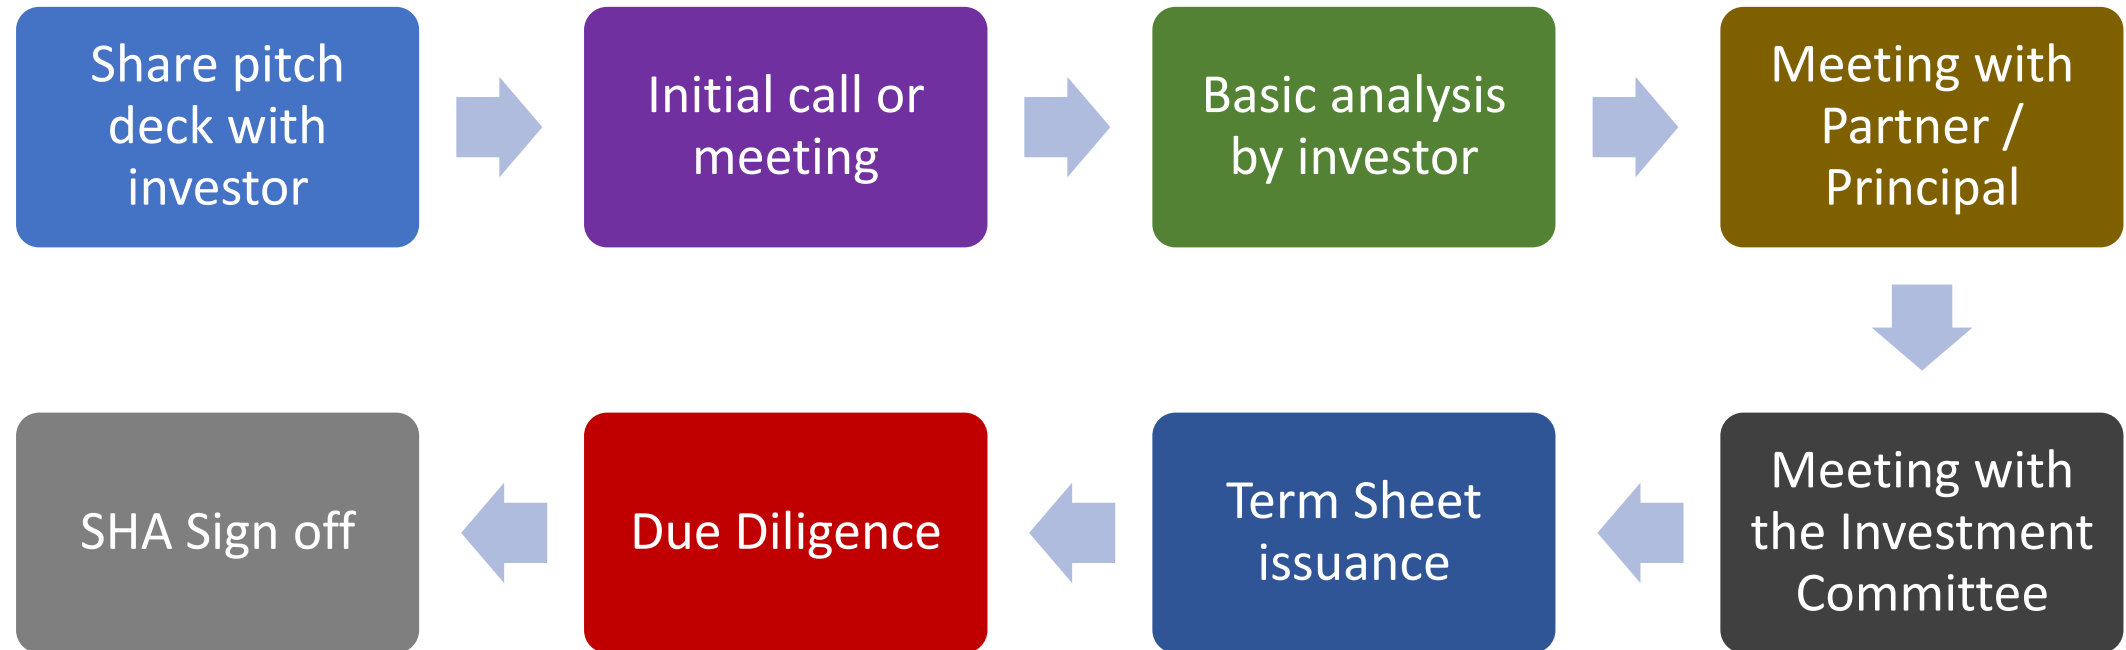 Share pitch
deck with
investor
Initial call or
meeting
Basic analysis
by investor
Meeting with
Partner /
Principal
Meeting with
the Investment
Committee
Term Sheet
issuance
Due Diligence
SHA Sign off